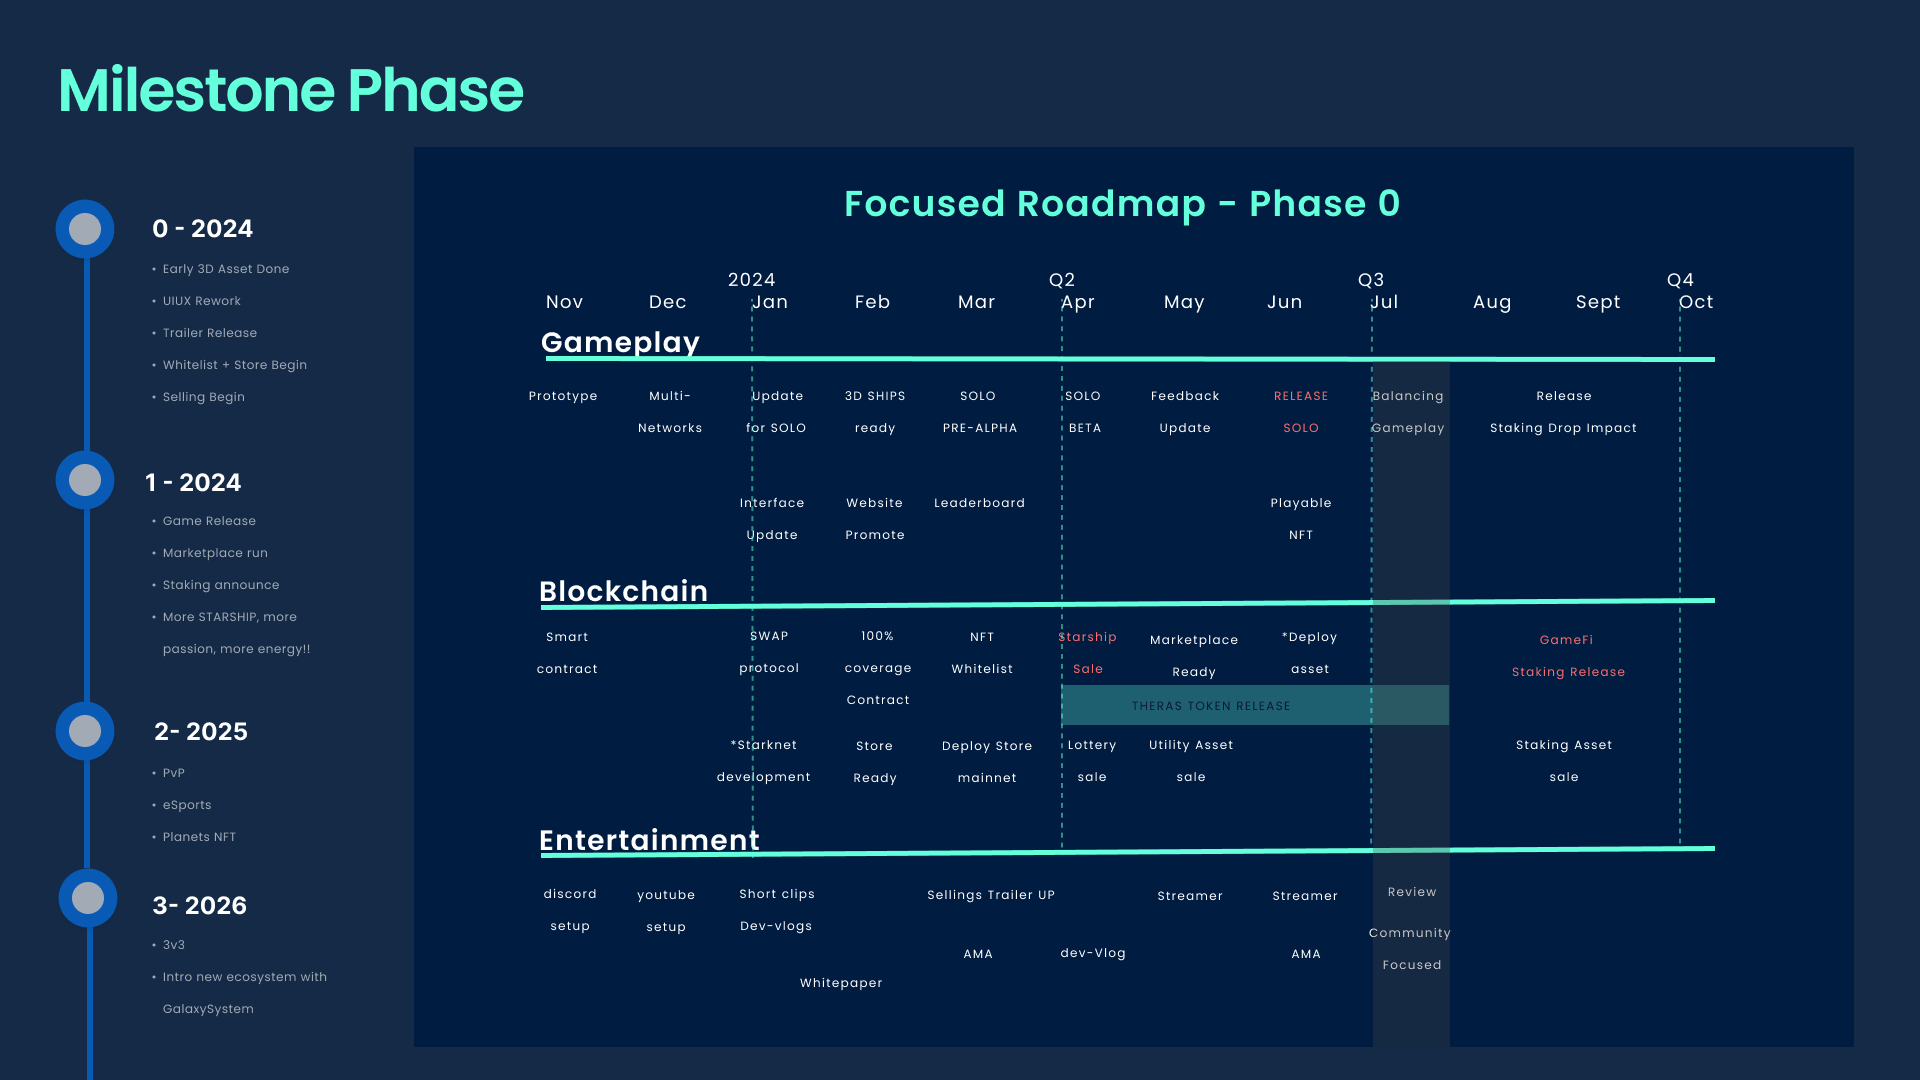 Milestone Phase
0 - 2024
• Early 3D Asset Done
• UIUX Rework
• Trailer Release
• Whitelist + Store Begin
• Selling Begin
1 - 2024
• Game Release
• Marketplace run
• Staking announce
• More STARSHIP, more
passion, more energy!!
2- 2025
• PvP
• eSports
• Planets NFT
3- 2026
• 3v3
• Intro new ecosystem with
GalaxySystem
Focused Roadmap - Phase 0
2024 Q2 Q3 Q4
Nov Dec Jan Feb Mar Apr May Jun Jul Aug Sept Oct
Gameplay
Prototype Multi- Update 3D SHIPS SOLO SOLO Feedback RELEASE Balancing Release
Networks for SOLO ready PRE-ALPHA BETA Update SOLO Gameplay Staking Drop Impact
Interface Website Leaderboard Playable
Update Promote NFT
Blockchain
Smart SWAP 100% NFT Starship Marketplace *Deploy GameFi
contract protocol coverage Whitelist Sale Ready asset Staking Release
Contract
THERAS TOKEN RELEASE
*Starknet Store Deploy Store Lottery Utility Asset Staking Asset
development Ready mainnet sale sale sale
Entertainment
discord youtube Short clips Sellings Trailer UP Streamer Streamer Review
setup setup Dev-vlogs Community
AMA dev-Vlog AMA Focused
Whitepaper